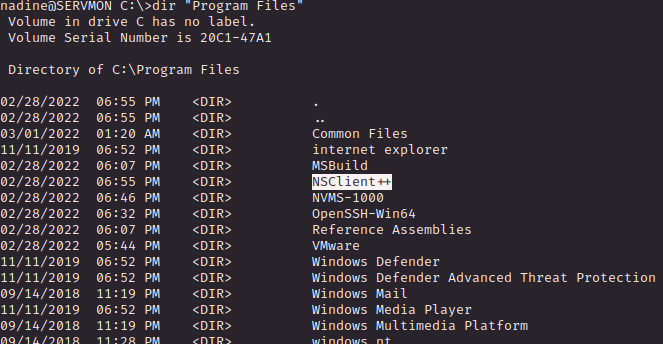 nadine@SERVMON C:\>dir "Program Files"
Volume in drive C has no label.
Volume Serial Number is 20C1-47A1
Directory of C:\Program Files
02/28/2022  06:55 PM    <DIR>          .
02/28/2022  06:55 PM    <DIR>          ..
03/01/2022  01:20 AM    <DIR>          Common Files
11/11/2019  06:52 PM    <DIR>          internet explorer
02/28/2022  06:07 PM    <DIR>          MSBuild
02/28/2022  06:55 PM    <DIR>          NSClient++
02/28/2022  06:46 PM    <DIR>          NVMS-1000
02/28/2022  06:32 PM    <DIR>          OpenSSH-Win64
02/28/2022  06:07 PM    <DIR>          Reference Assemblies
02/28/2022  05:44 PM    <DIR>          VMware
11/11/2019  06:52 PM    <DIR>          Windows Defender
11/11/2019  06:52 PM    <DIR>          Windows Defender Advanced Threat Protection
09/14/2018  11:19 PM    <DIR>          Windows Mail
11/11/2019  06:52 PM    <DIR>          Windows Media Player
09/14/2018  11:19 PM    <DIR>          Windows Multimedia Platform
09/14/2018  11:28 PM    <DIR>          windows nt